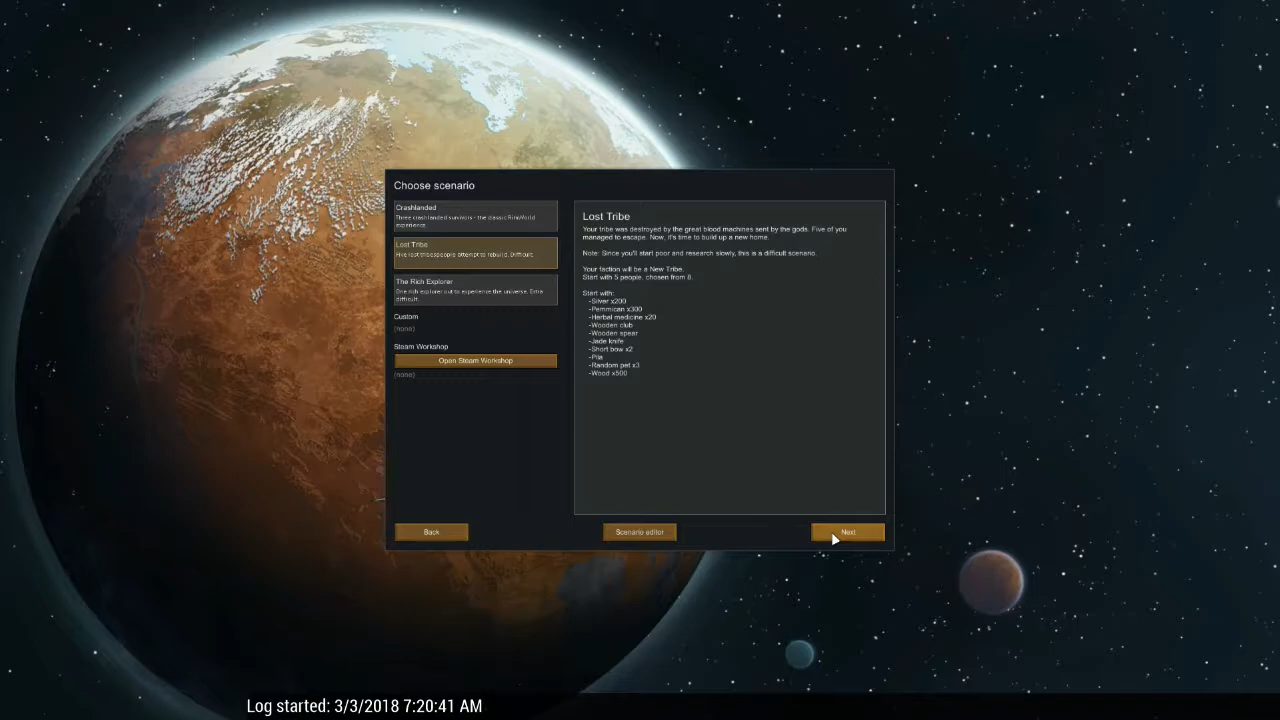 Choose scenario
Crashlanded
Three crashlanded survivors - the classic RimWorld
experience.
Lost Tribe
Five lost tribespeople attempt to rebuild. Difficult.
The Rich Explorer
One rich explorer out to experience the universe. Extra
difficult.
Custom
(none)
Steam Workshop
Open Steam Workshop
(none)
Lost Tribe
Your tribe was destroyed by the great blood machines sent by the gods. Five of you
managed to escape. Now, it's time to build up a new home.
Note: Since you'll start poor and research slowly, this is a difficult scenario.
Your faction will be a New Tribe.
Start with 5 people, chosen from 8.
Start with:
-Silver x200
-Pemmican x300
-Herbal medicine x20
-Wooden club
-Wooden spear
-Jade knife
-Short bow x2
-Pila
-Random pet x3
-Wood x500
Back
Scenario editor
Next
Log started: 3/3/2018 7:20:41 AM